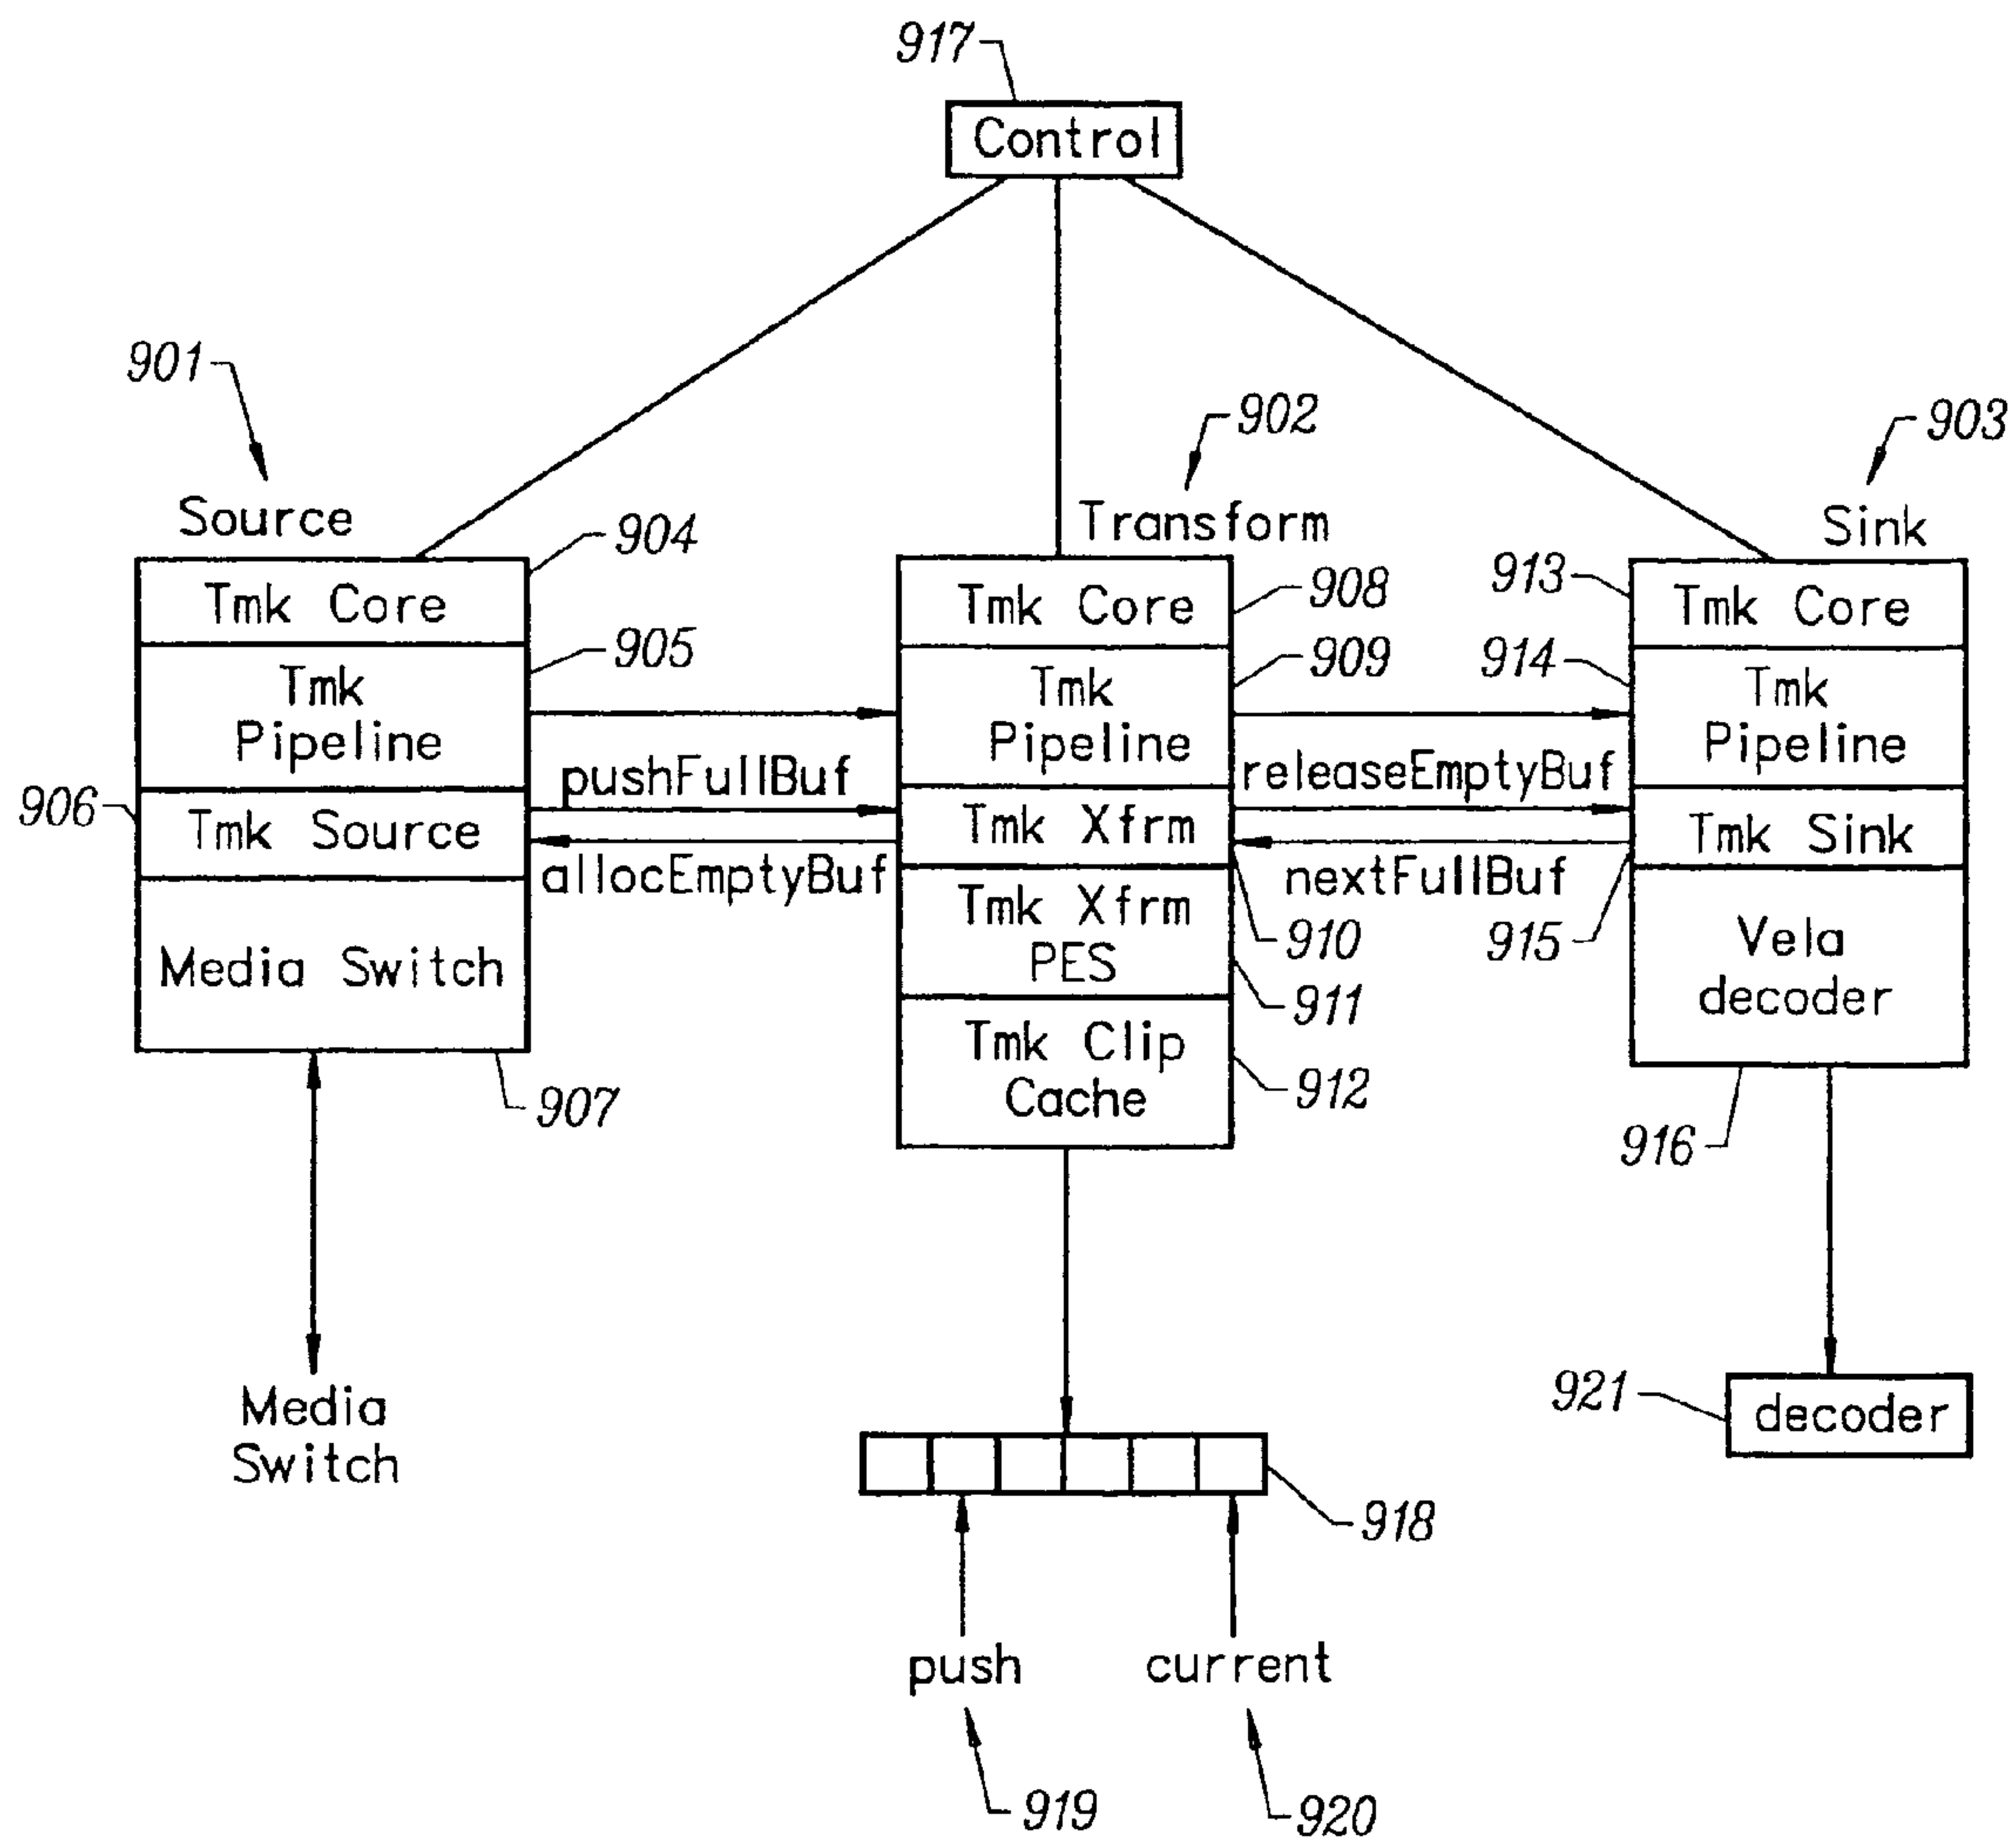 917
Control
901
902
903
Source
Transform
Sink
904
Tmk Core
905
Tmk
Pipeline
906
Tmk Source
Media Switch
907
Media
Switch
pushFullBuf
allocEmptyBuf
Tmk Core
908
Tmk
Pipeline
909
Tmk Xfrm
910
Tmk Xfrm
PES
911
Tmk Clip
Cache
912
releaseEmptyBuf
nextFullBuf
913
Tmk Core
914
Tmk
Pipeline
Tmk Sink
915
Vela
decoder
916
921
decoder
918
push
current
919
920